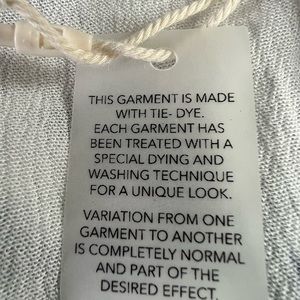 THIS GARMENT IS MADE
WITH TIE- DYE.
EACH GARMENT HAS
BEEN TREATED WITH A
SPECIAL DYING AND
WASHING TECHNIQUE
FOR A UNIQUE LOOK.
VARIATION FROM ONE
GARMENT TO ANOTHER
IS COMPLETELY NORMAL
AND PART OF THE
DESIRED EFFECT.